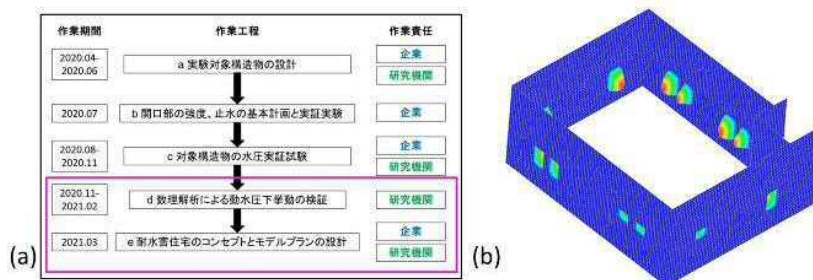 作業期間 作業工程 作業責任
2020.04-
2020.06
a 実験対象構造物の設計
企業
研究機関
2020.07 b 開口部の強度、止水の基本計画と実証実験 企業
2020.08-
2020.11
c 対象構造物の水圧実証試験
企業
研究機関
2020.11-
2021.02
d 数理解析による動水圧下挙動の検証 研究機関
2021.03 e 耐水害住宅のコンセプトとモデルプランの設計
企業
研究機関
(a) (b)